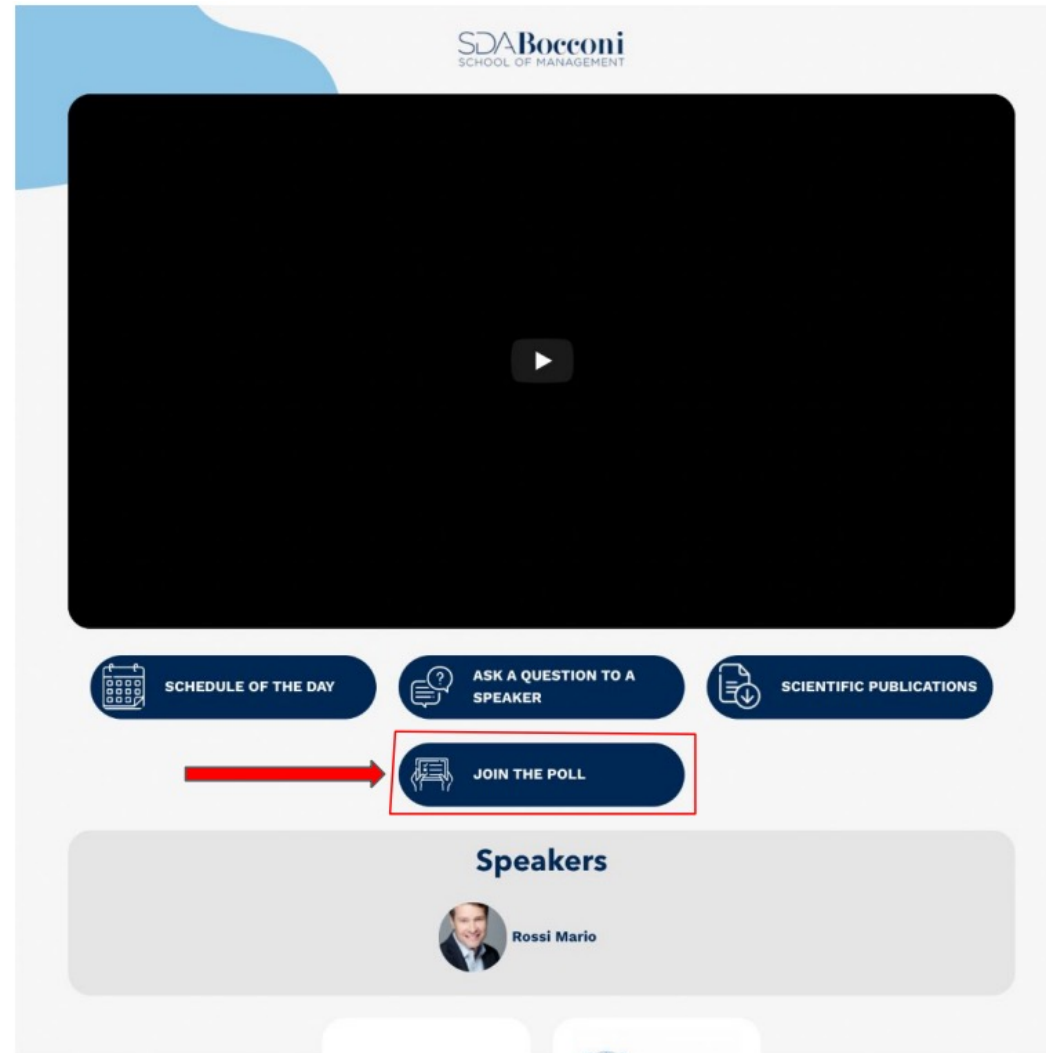 SDABocconi
SCHOOL OF MANAGEMENT
SCHEDULE OF THE DAY
ASK A QUESTION TO A
SPEAKER
SCIENTIFIC PUBLICATIONS
JOIN THE POLL
Speakers
Rossi Mario